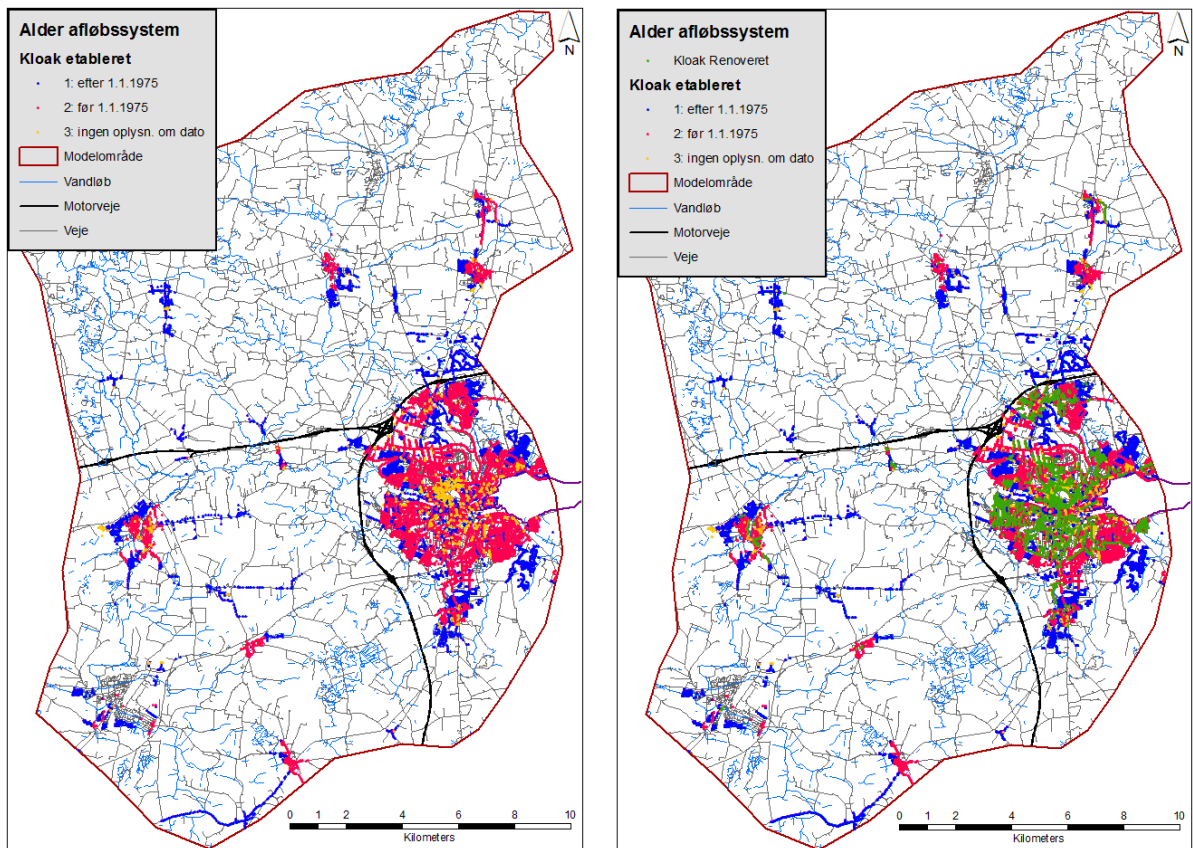 Alder afløbssystem
Kloak etableret
1: efter 1.1.1975
2: før 1.1.1975
3: ingen oplysn. om dato
Modelområde
Vandløb
Motorveje
Veje
N
0 1 2 4 6 8 10
Kilometers
Alder afløbssystem
Kloak Renoveret
Kloak etableret
1: efter 1.1.1975
2: før 1.1.1975
3: ingen oplysn. om dato
Modelområde
Vandløb
Motorveje
Veje
N
0 1 2 4 6 8 10
Kilometers